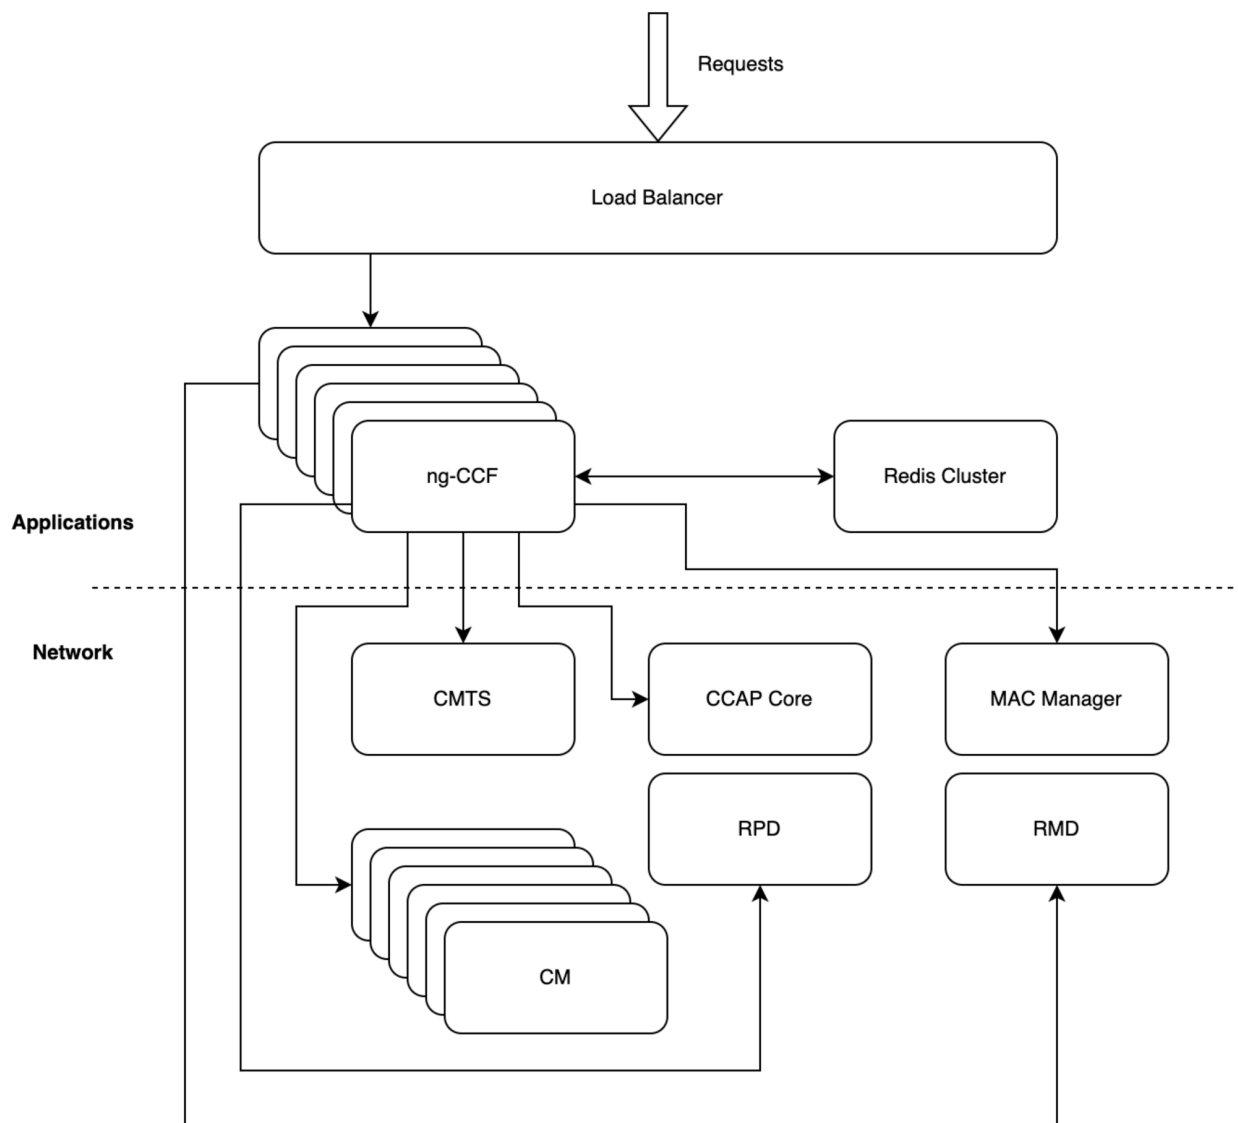 Requests
Load Balancer
ng-CCF
Redis Cluster
Applications
Network
CMTS
CCAP Core
MAC Manager
RPD
RMD
CM